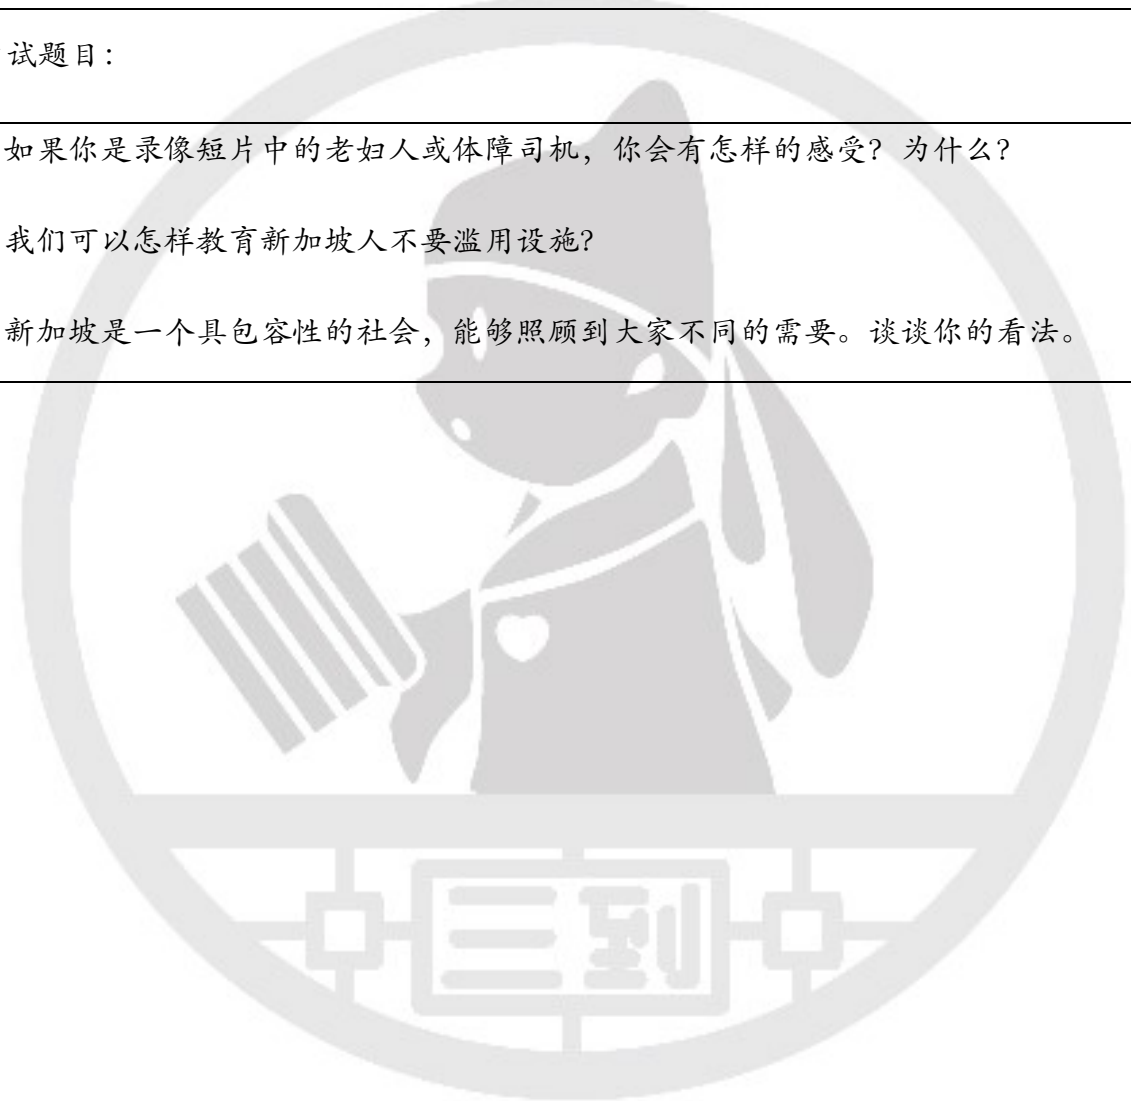 试题目：
如果你是录像短片中的老妇人或体障司机，你会有怎样的感受？为什么？
我们可以怎样教育新加坡人不要滥用设施？
新加坡是一个具包容性的社会，能够照顾到大家不同的需要。谈谈你的看法。
三到